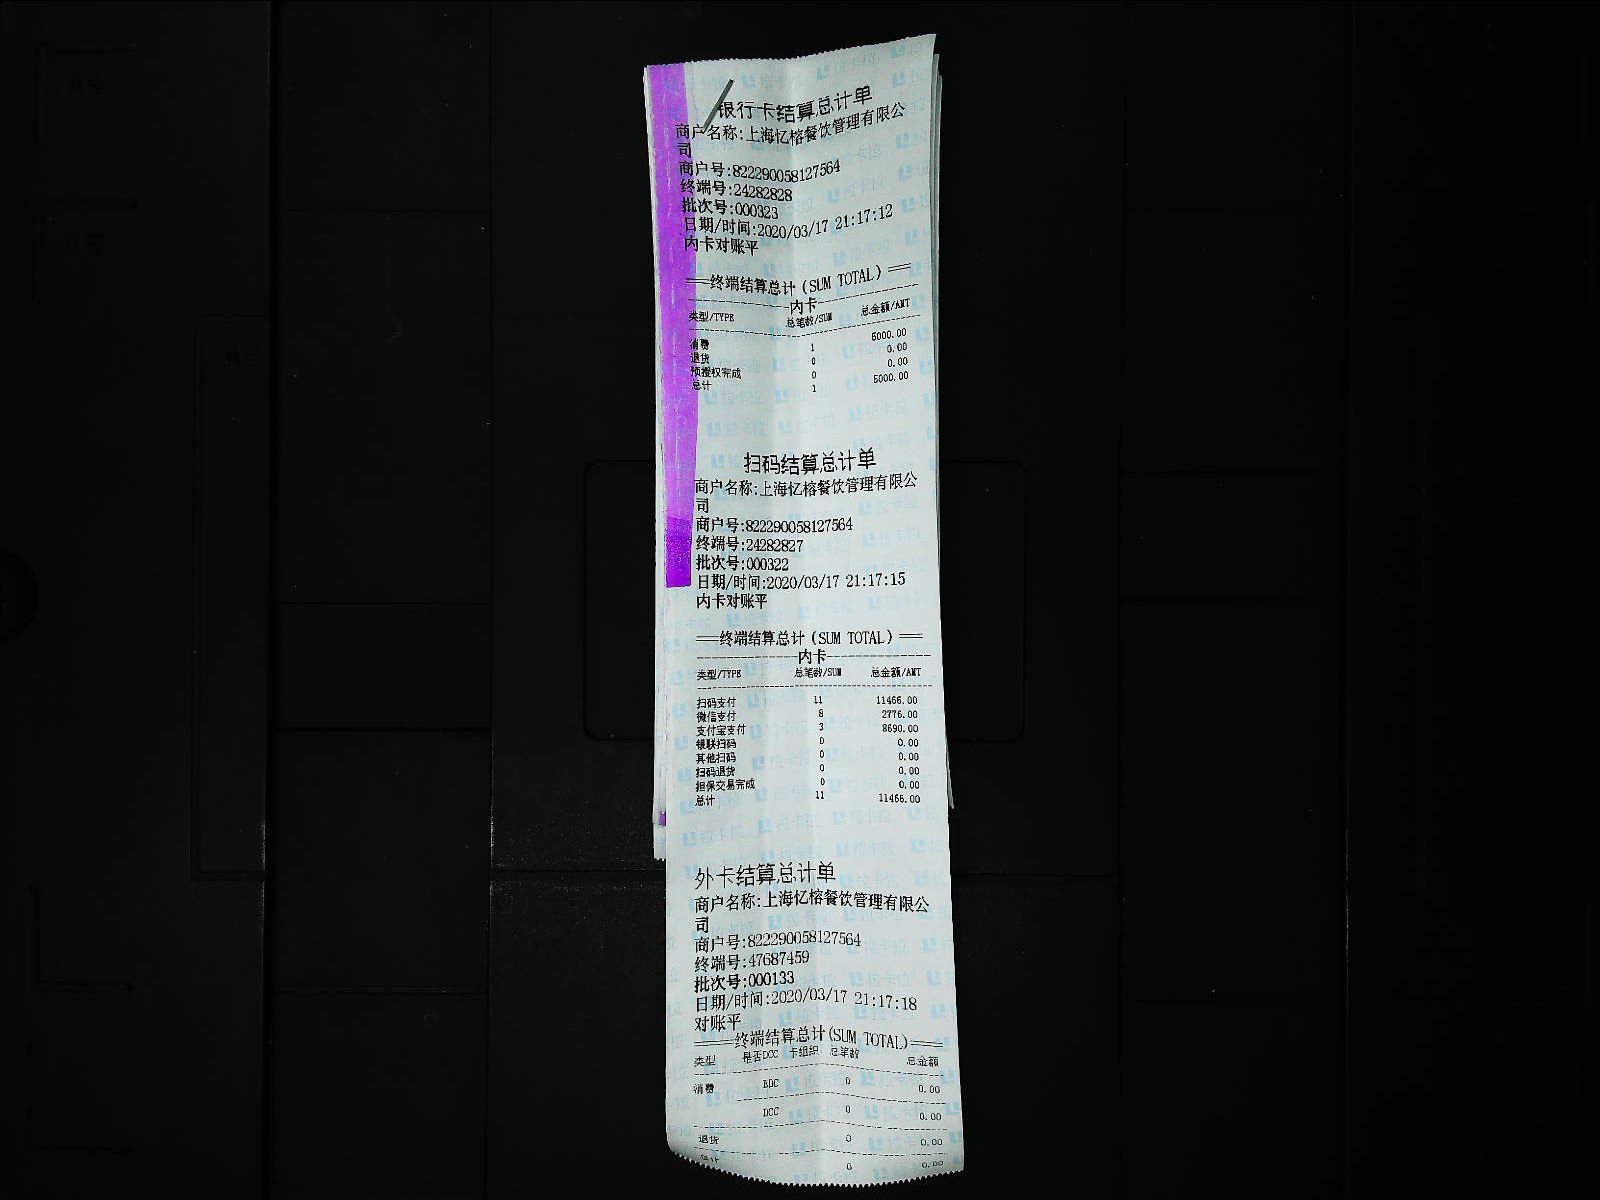 银行卡结算总计单
商户名称:上海忆榕餐饮管理有限公
司
商户号:822290058127564
终端号:24282828
批次号:000323
日期/时间:2020/03/17 21:17:12
内卡对账平
===终端结算总计(SUM TOTAL)===
内卡
类型/TYPE 总笔数/SUM 总金额/AMT
消费 1 5000.00
退货 0 0.00
预授权完成 0 0.00
总计 1 5000.00
扫码结算总计单
商户名称:上海忆榕餐饮管理有限公
司
商户号:822290058127564
终端号:24282827
批次号:000322
日期/时间:2020/03/17 21:17:15
内卡对账平
===终端结算总计(SUM TOTAL)===
内卡
类型/TYPE 总笔数/SUM 总金额/AMT
扫码支付 11 11466.00
微信支付 8 2776.00
支付宝支付 3 8690.00
银联扫码 0 0.00
其他扫码 0 0.00
扫码退货 0 0.00
担保交易完成 0 0.00
总计 11 11466.00
外卡结算总计单
商户名称:上海忆榕餐饮管理有限公
司
商户号:822290058127564
终端号:47687459
批次号:000133
日期/时间:2020/03/17 21:17:18
对账平
====终端结算总计(SUM TOTAL)===
类型 是否DCC 卡组织 总笔数 总金额
消费 EDC 0 0.00
DCC 0 0.00
退货 0 0.00
总计 0 0.00